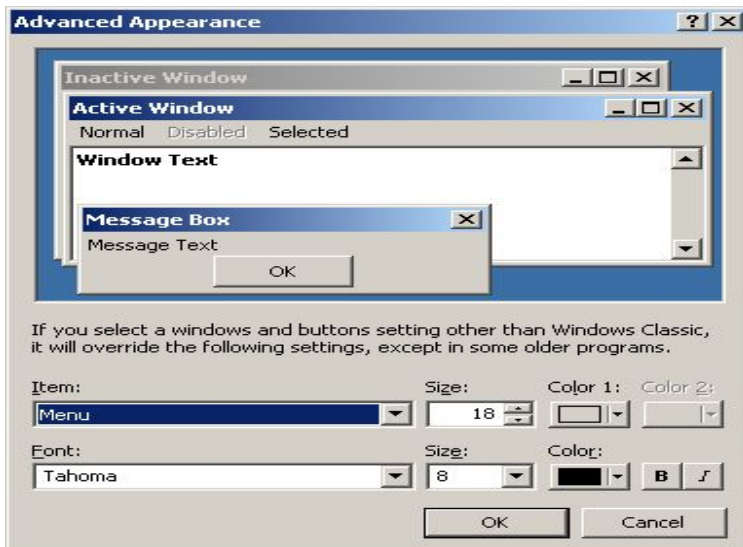 Advanced Appearance
Inactive Window
Active Window
Normal Disabled Selected
Window Text
Message Box
Message Text
OK
If you select a windows and buttons setting other than Windows Classic,
it will override the following settings, except in some older programs.
Item: Size: Color 1: Color 2:
Menu 18
Font: Size: Color:
Tahoma 8 B I
OK Cancel